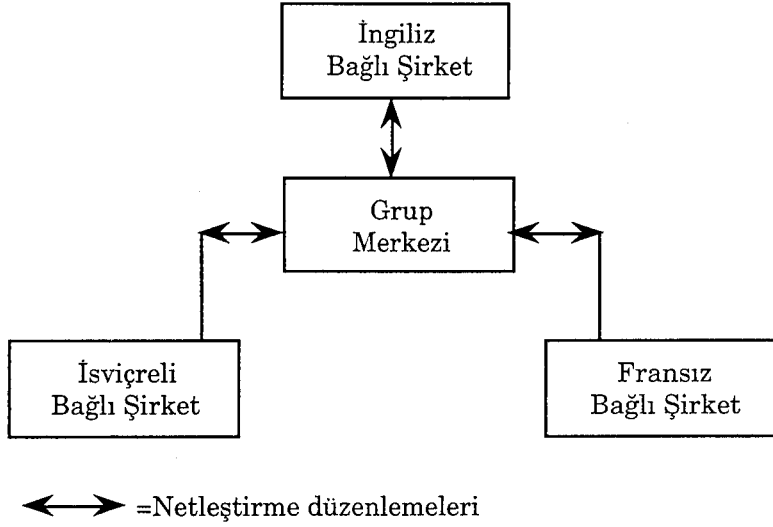 İngiliz
Bağlı Şirket
Grup
Merkezi
İsviçreli
Bağlı Şirket
Fransız
Bağlı Şirket
=Netleştirme düzenlemeleri